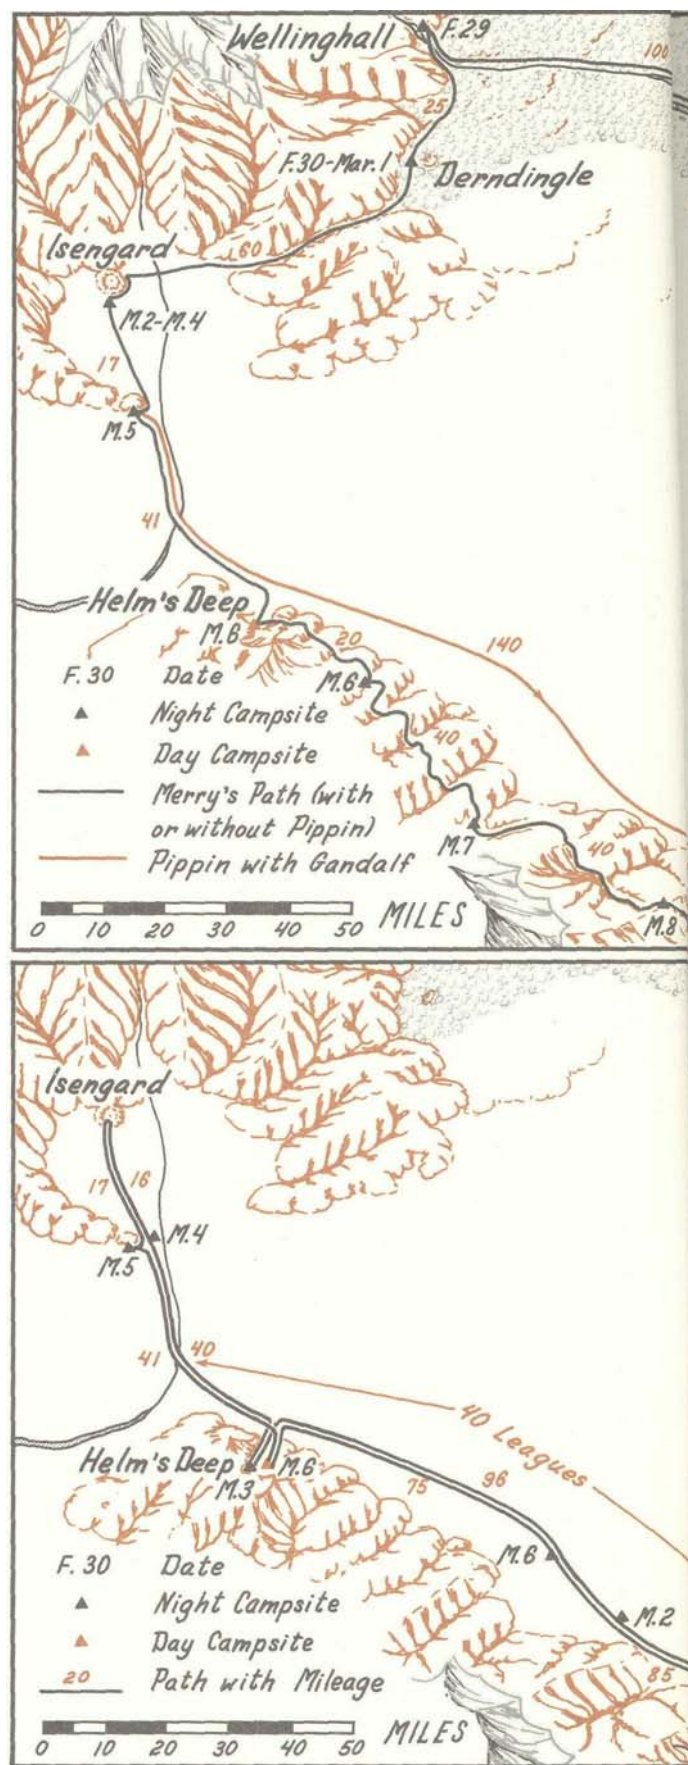 Wellinghall
F.29
100
25
F.30-Mar.1
Derndingle
Isengard
60
M.2-M.4
17
M.5
41
Helm's Deep
M.6
20
140
F. 30 Date
M.6
Night Campsite
40
Day Campsite
Merry's Path (with
or without Pippin)
M.7
40
Pippin with Gandalf
MILES
M.8
0 10 20 30 40 50
Isengard
17 16
M.4
M.5
41 40
40 Leagues
Helm's Deep
M.6
M.3
75 96
M.6
F. 30 Date
M.2
Night Campsite
Day Campsite
85
20 Path with Mileage
MILES
0 10 20 30 40 50